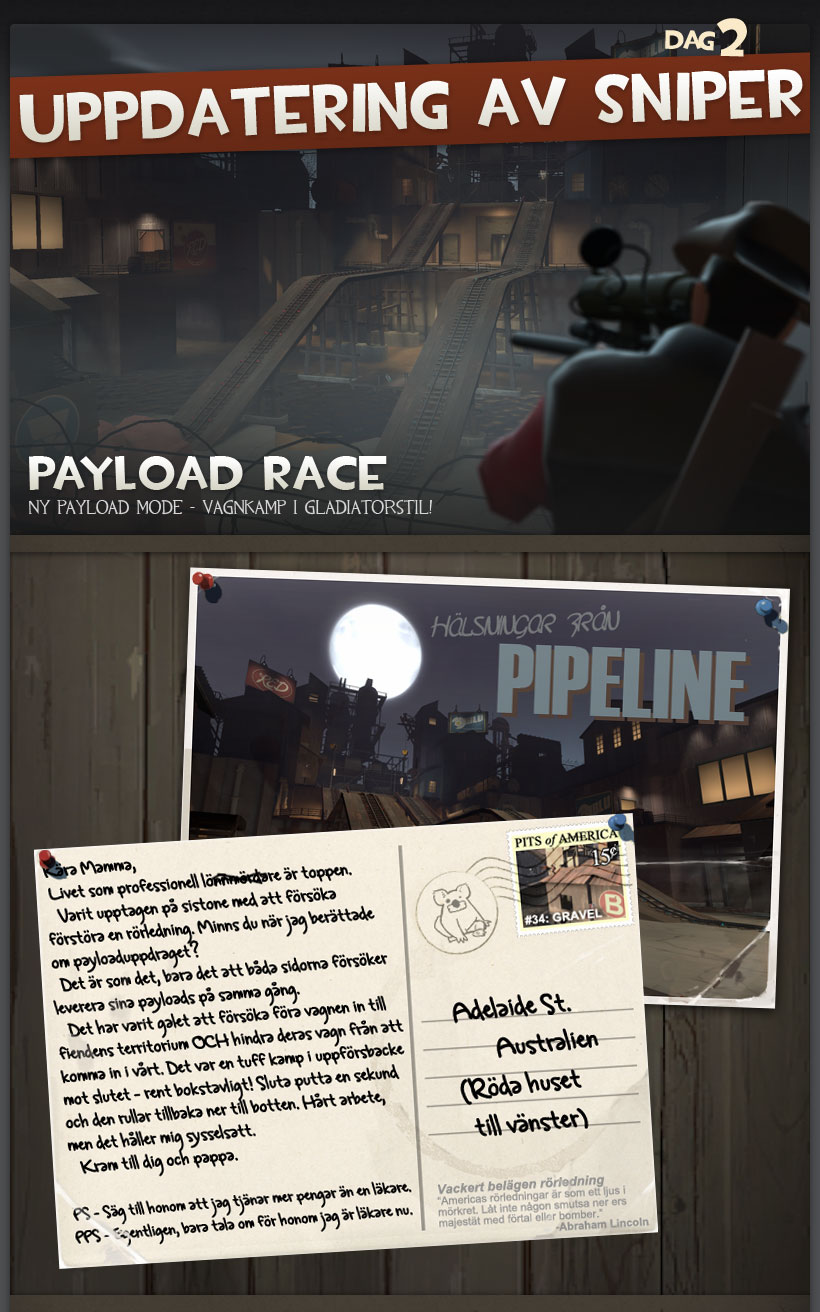 DAG 2
UPPDATERING AV SNIPER
PAYLOAD RACE
NY PAYLOAD MODE - VAGNKAMP I GLADIATORSTIL!
HÄLSNINGAR FRÅN
PIPELINE
RED
BLU
Kära Mamma,
Livet som professionell lönnmördare är toppen.
Varit upptagen på sistone med att försöka
förstöra en rörledning. Minns du när jag berättade
om payloaduppdraget?
Det är som det, bara det att båda sidorna försöker
leverera sina payloads på samma gång.
Det har varit galet att försöka föra vagnen in till
fiendens territorium OCH hindra deras vagn från att
komma in i vårt. Det var en tuff kamp i uppförsbacke
mot slutet - rent bokstavligt! Sluta putta en sekund
och den rullar tillbaka ner till botten. Hårt arbete,
men det håller mig sysselsatt.
Kram till dig och pappa.
PS - Säg till honom att jag tjänar mer pengar än en läkare.
PPS - Egentligen, bara tala om för honom jag är läkare nu.
PITS of AMERICA
15¢
#34: GRAVEL
B
Adelaide St.
Australien
(Röda huset
till vänster)
Vackert belägen rörledning
"Americas rörledningar är som ett ljus i
mörkret. Låt inte någon smutsa ner ers
majestät med förtal eller bomber."
-Abraham Lincoln